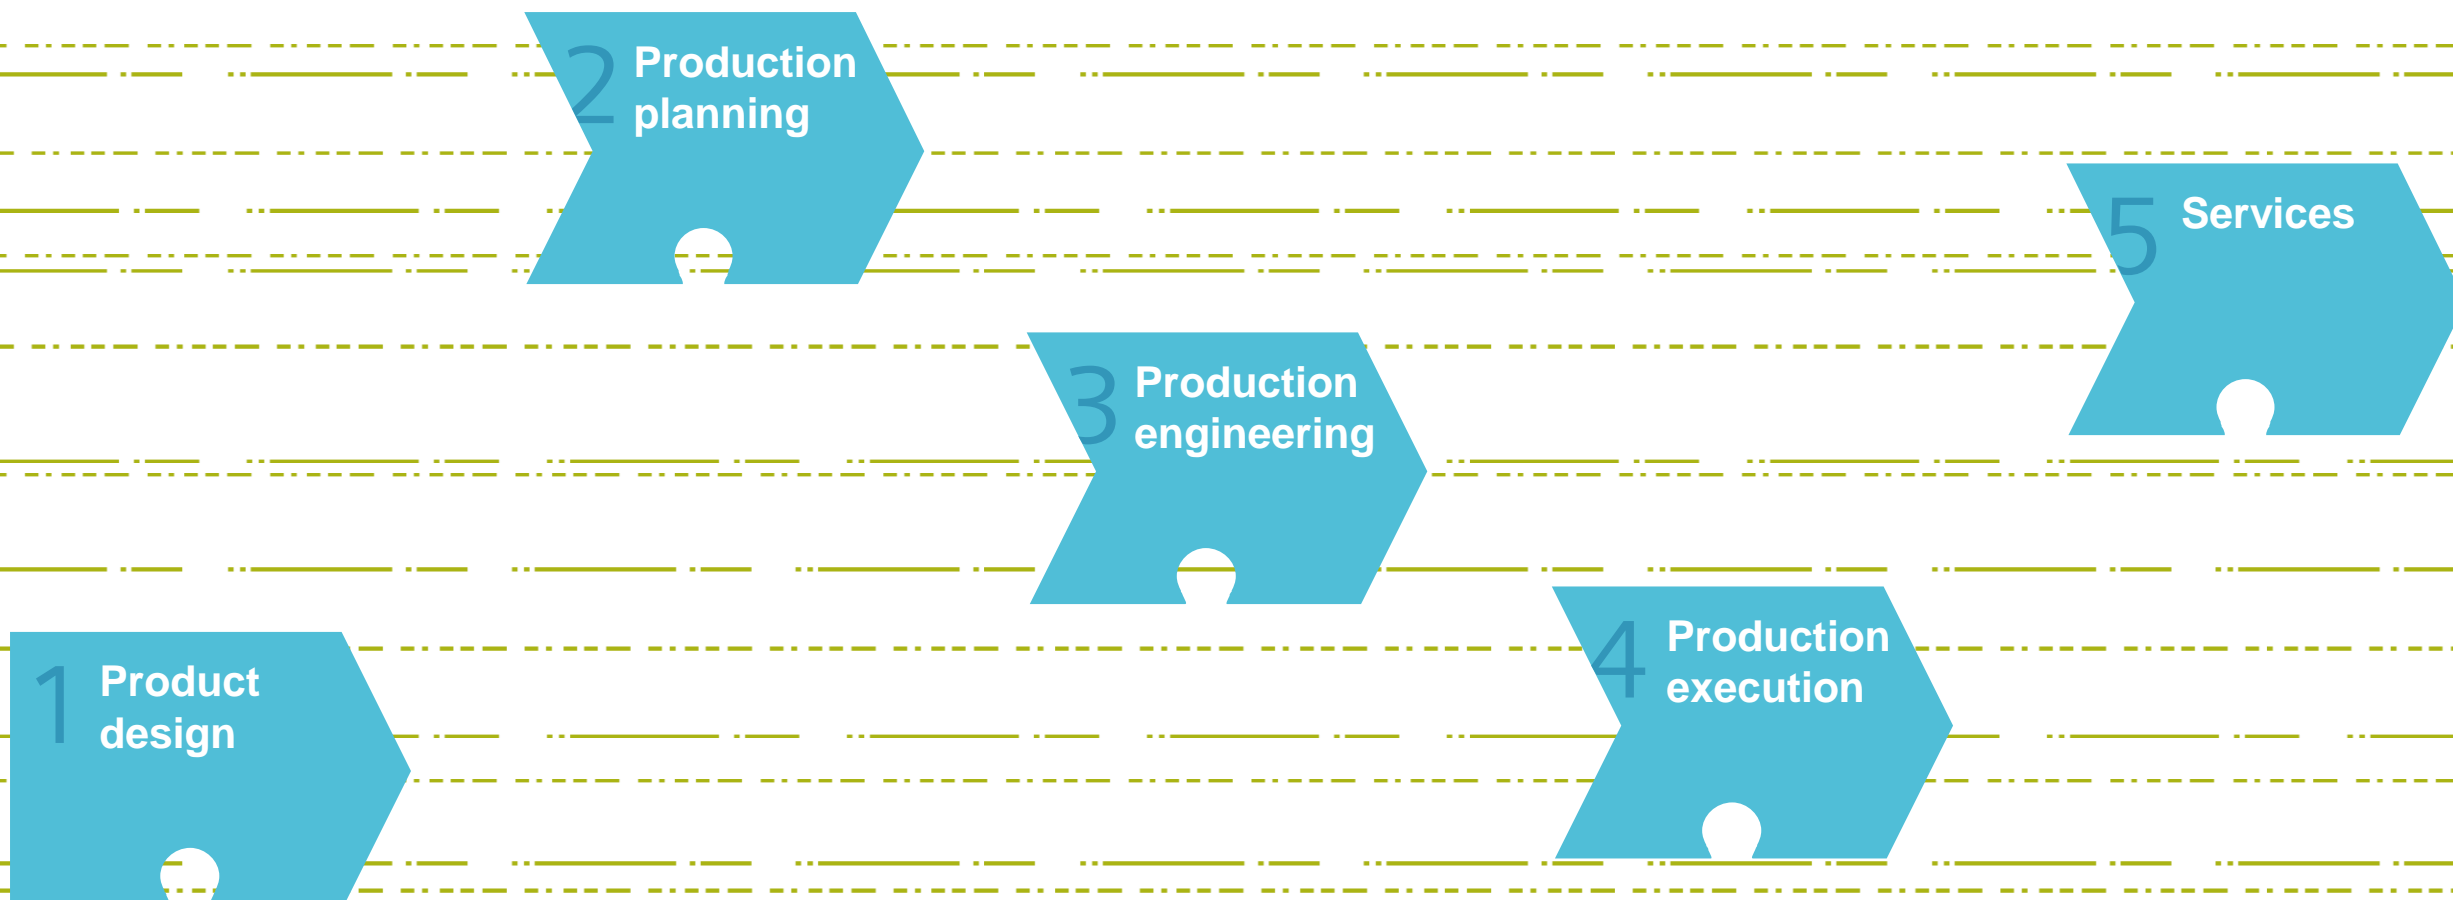 1 Product
design
2 Production
planning
3 Production
engineering
4 Production
execution
5 Services